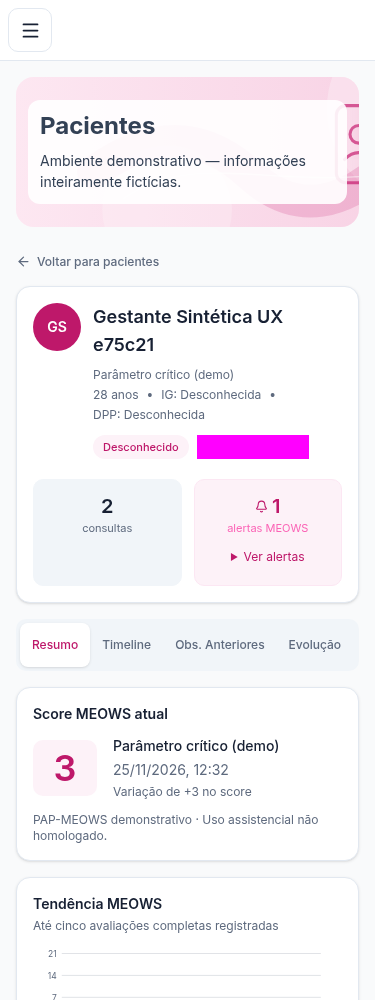 Pacientes
Ambiente demonstrativo — informações
inteiramente fictícias.
Voltar para pacientes
GS
Gestante Sintética UX
e75c21
Parâmetro crítico (demo)
28 anos • IG: Desconhecida •
DPP: Desconhecida
Desconhecido
2
consultas
1
alertas MEOWS
Ver alertas
Resumo
Timeline
Obs. Anteriores
Evolução
Score MEOWS atual
3
Parâmetro crítico (demo)
25/11/2026, 12:32
Variação de +3 no score
PAP-MEOWS demonstrativo · Uso assistencial não
homologado.
Tendência MEOWS
Até cinco avaliações completas registradas
21
14
7